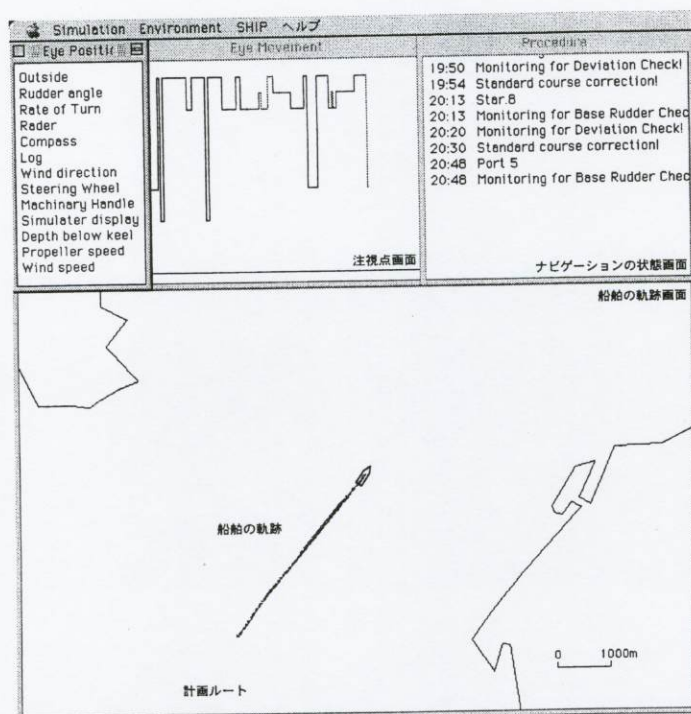 Simulation Environment SHIP ヘルプ
Eye Positi
Outside
Rudder angle
Rate of Turn
Rader
Compass
Log
Wind direction
Steering Wheel
Machinary Handle
Simulater display
Depth below keel
Propeller speed
Wind speed
Eye Movement
注視点画面
Procedure
19:50 Monitoring for Deviation Check!
19:54 Standard course correction!
20:13 Star.8
20:13 Monitoring for Base Rudder Chec
20:20 Monitoring for Deviation Check!
20:30 Standard course correction!
20:48 Port 5
20:48 Monitoring for Base Rudder Chec
ナビゲーションの状態画面
船舶の軌跡画面
船舶の軌跡
計画ルート
0 1000m